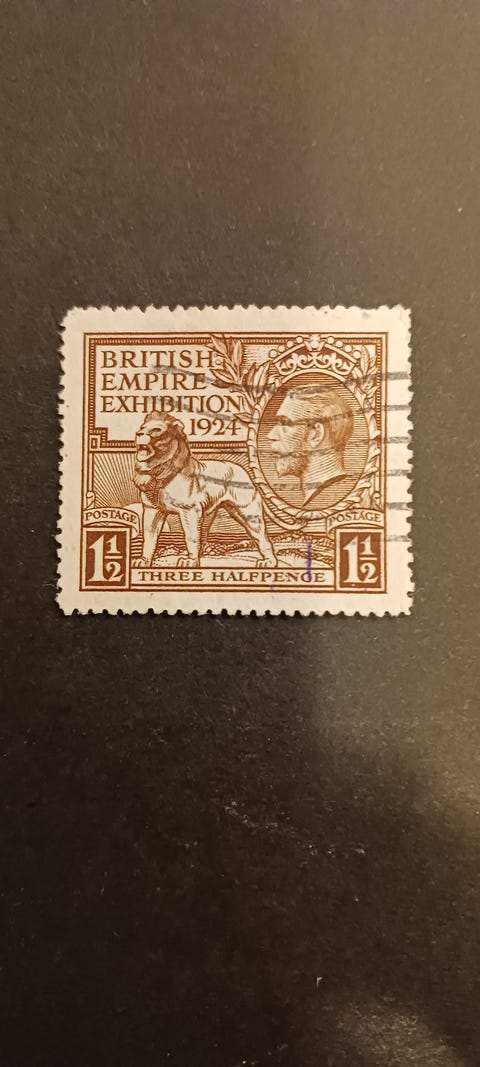 BRITISH
EMPIRE
EXHIBITION
1924
POSTAGE
POSTAGE
1½
THREE HALFPENCE
1½